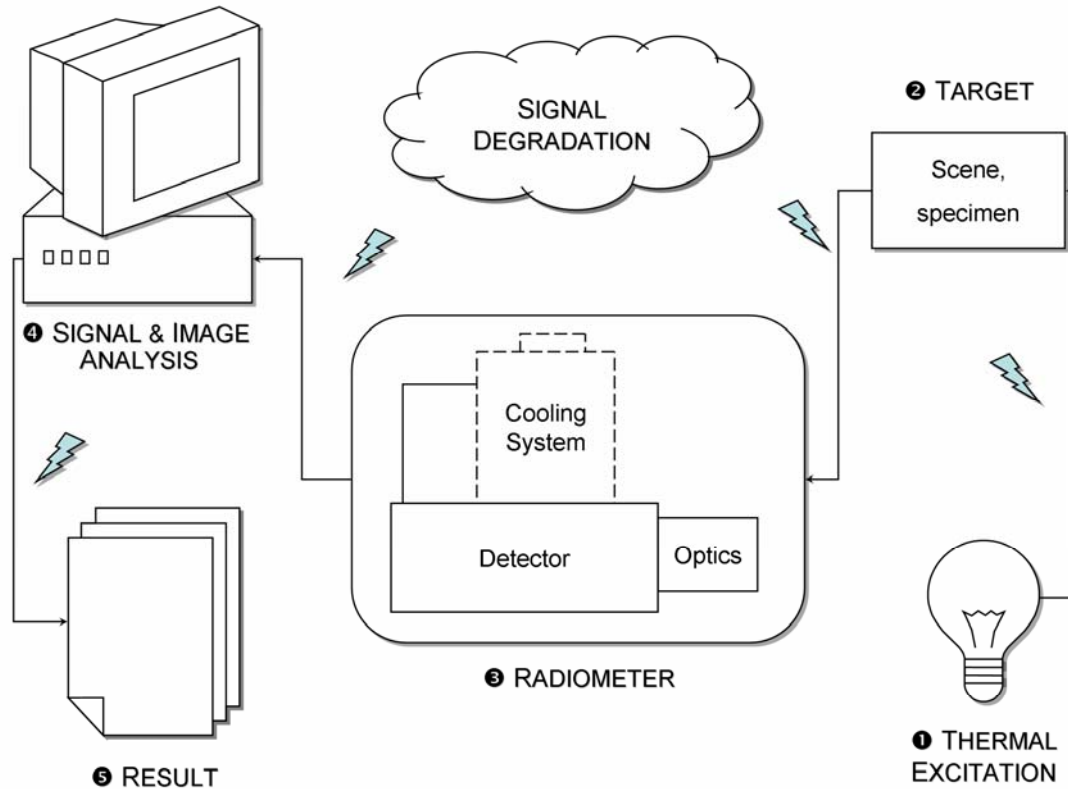 SIGNAL
DEGRADATION
❷ TARGET
Scene,
specimen
❹ SIGNAL & IMAGE
ANALYSIS
Cooling
System
Detector
Optics
❸ RADIOMETER
❶ THERMAL
EXCITATION
❺ RESULT